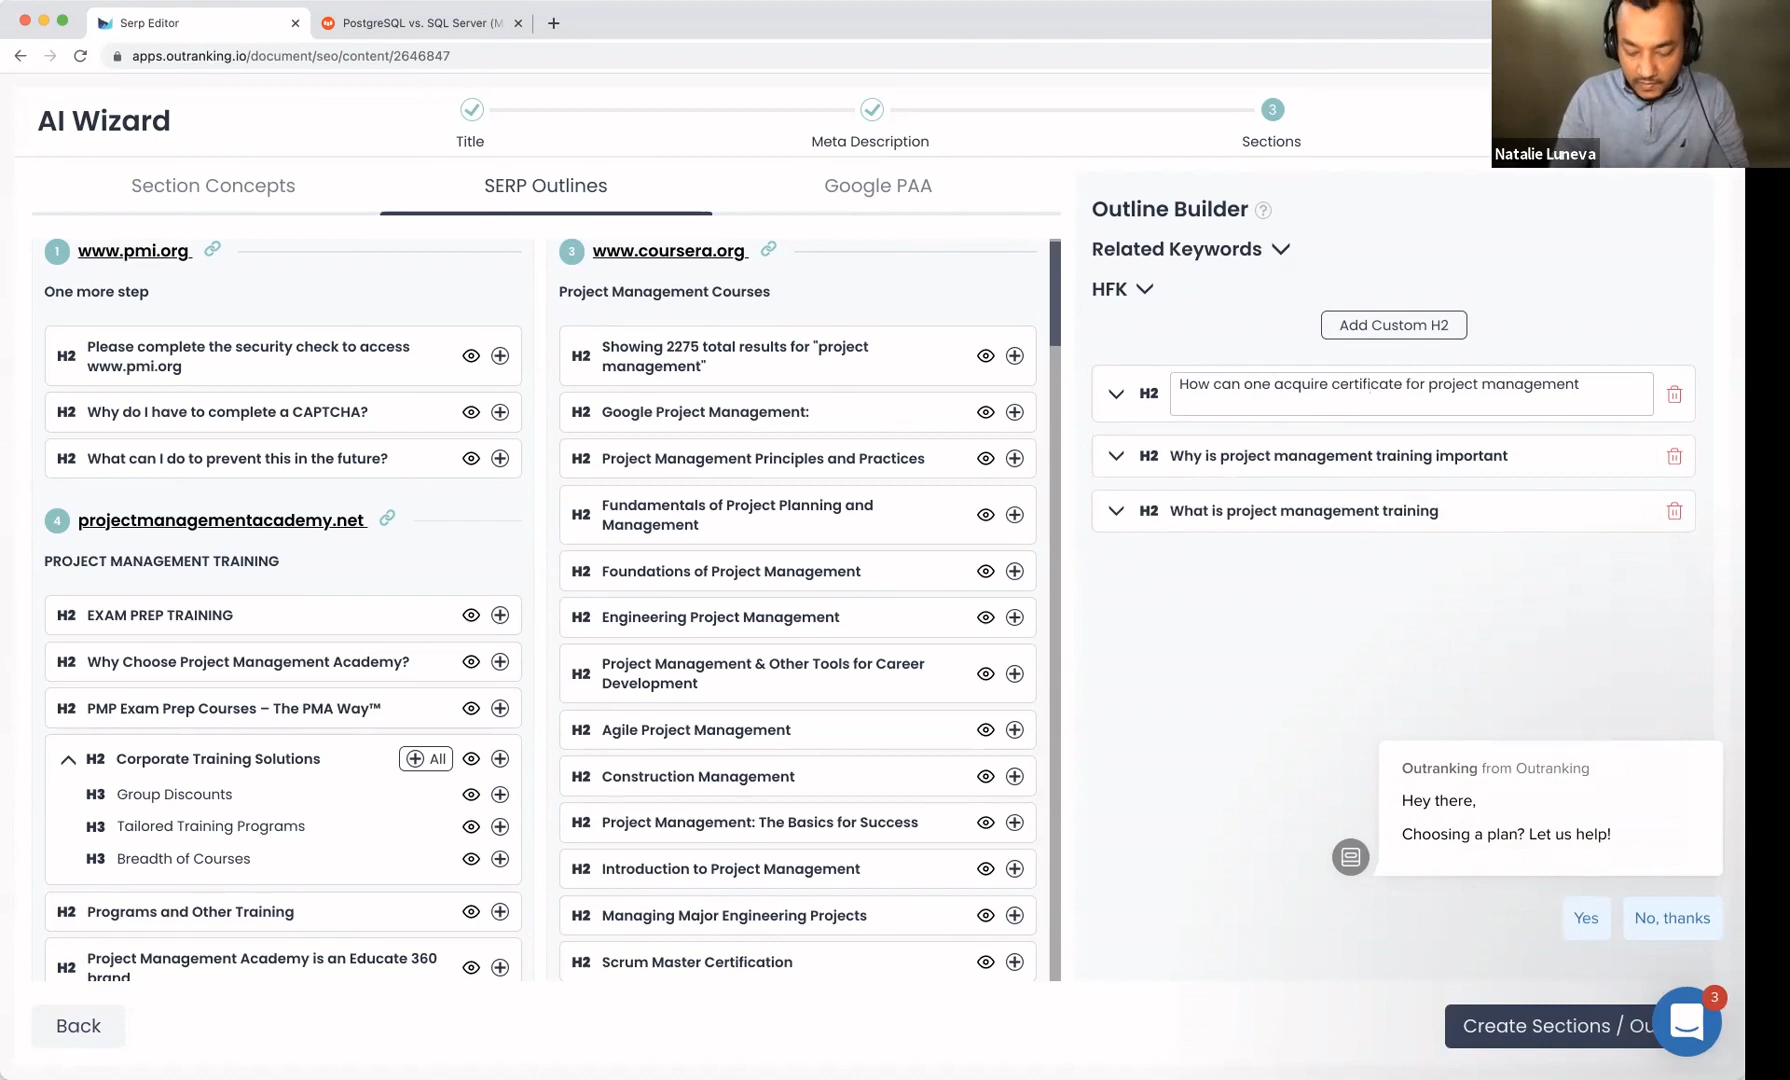 Serp Editor
PostgreSQL vs. SQL Server (M
apps.outranking.io/document/seo/content/2646847
AI Wizard
Title
Meta Description
3
Sections
Natalie Luneva
Section Concepts
SERP Outlines
Google PAA
1 www.pmi.org
One more step
H2 Please complete the security check to access
www.pmi.org
H2 Why do I have to complete a CAPTCHA?
H2 What can I do to prevent this in the future?
4 projectmanagementacademy.net
PROJECT MANAGEMENT TRAINING
H2 EXAM PREP TRAINING
H2 Why Choose Project Management Academy?
H2 PMP Exam Prep Courses – The PMA Way™
H2 Corporate Training Solutions All
H3 Group Discounts
H3 Tailored Training Programs
H3 Breadth of Courses
H2 Programs and Other Training
H2 Project Management Academy is an Educate 360
brand
3 www.coursera.org
Project Management Courses
H2 Showing 2275 total results for "project
management"
H2 Google Project Management:
H2 Project Management Principles and Practices
H2 Fundamentals of Project Planning and
Management
H2 Foundations of Project Management
H2 Engineering Project Management
H2 Project Management & Other Tools for Career
Development
H2 Agile Project Management
H2 Construction Management
H2 Project Management: The Basics for Success
H2 Introduction to Project Management
H2 Managing Major Engineering Projects
H2 Scrum Master Certification
Outline Builder ?
Related Keywords
HFK
Add Custom H2
H2 How can one acquire certificate for project management
H2 Why is project management training important
H2 What is project management training
Outranking from Outranking
Hey there,
Choosing a plan? Let us help!
Yes
No, thanks
Back
Create Sections / Ou
3